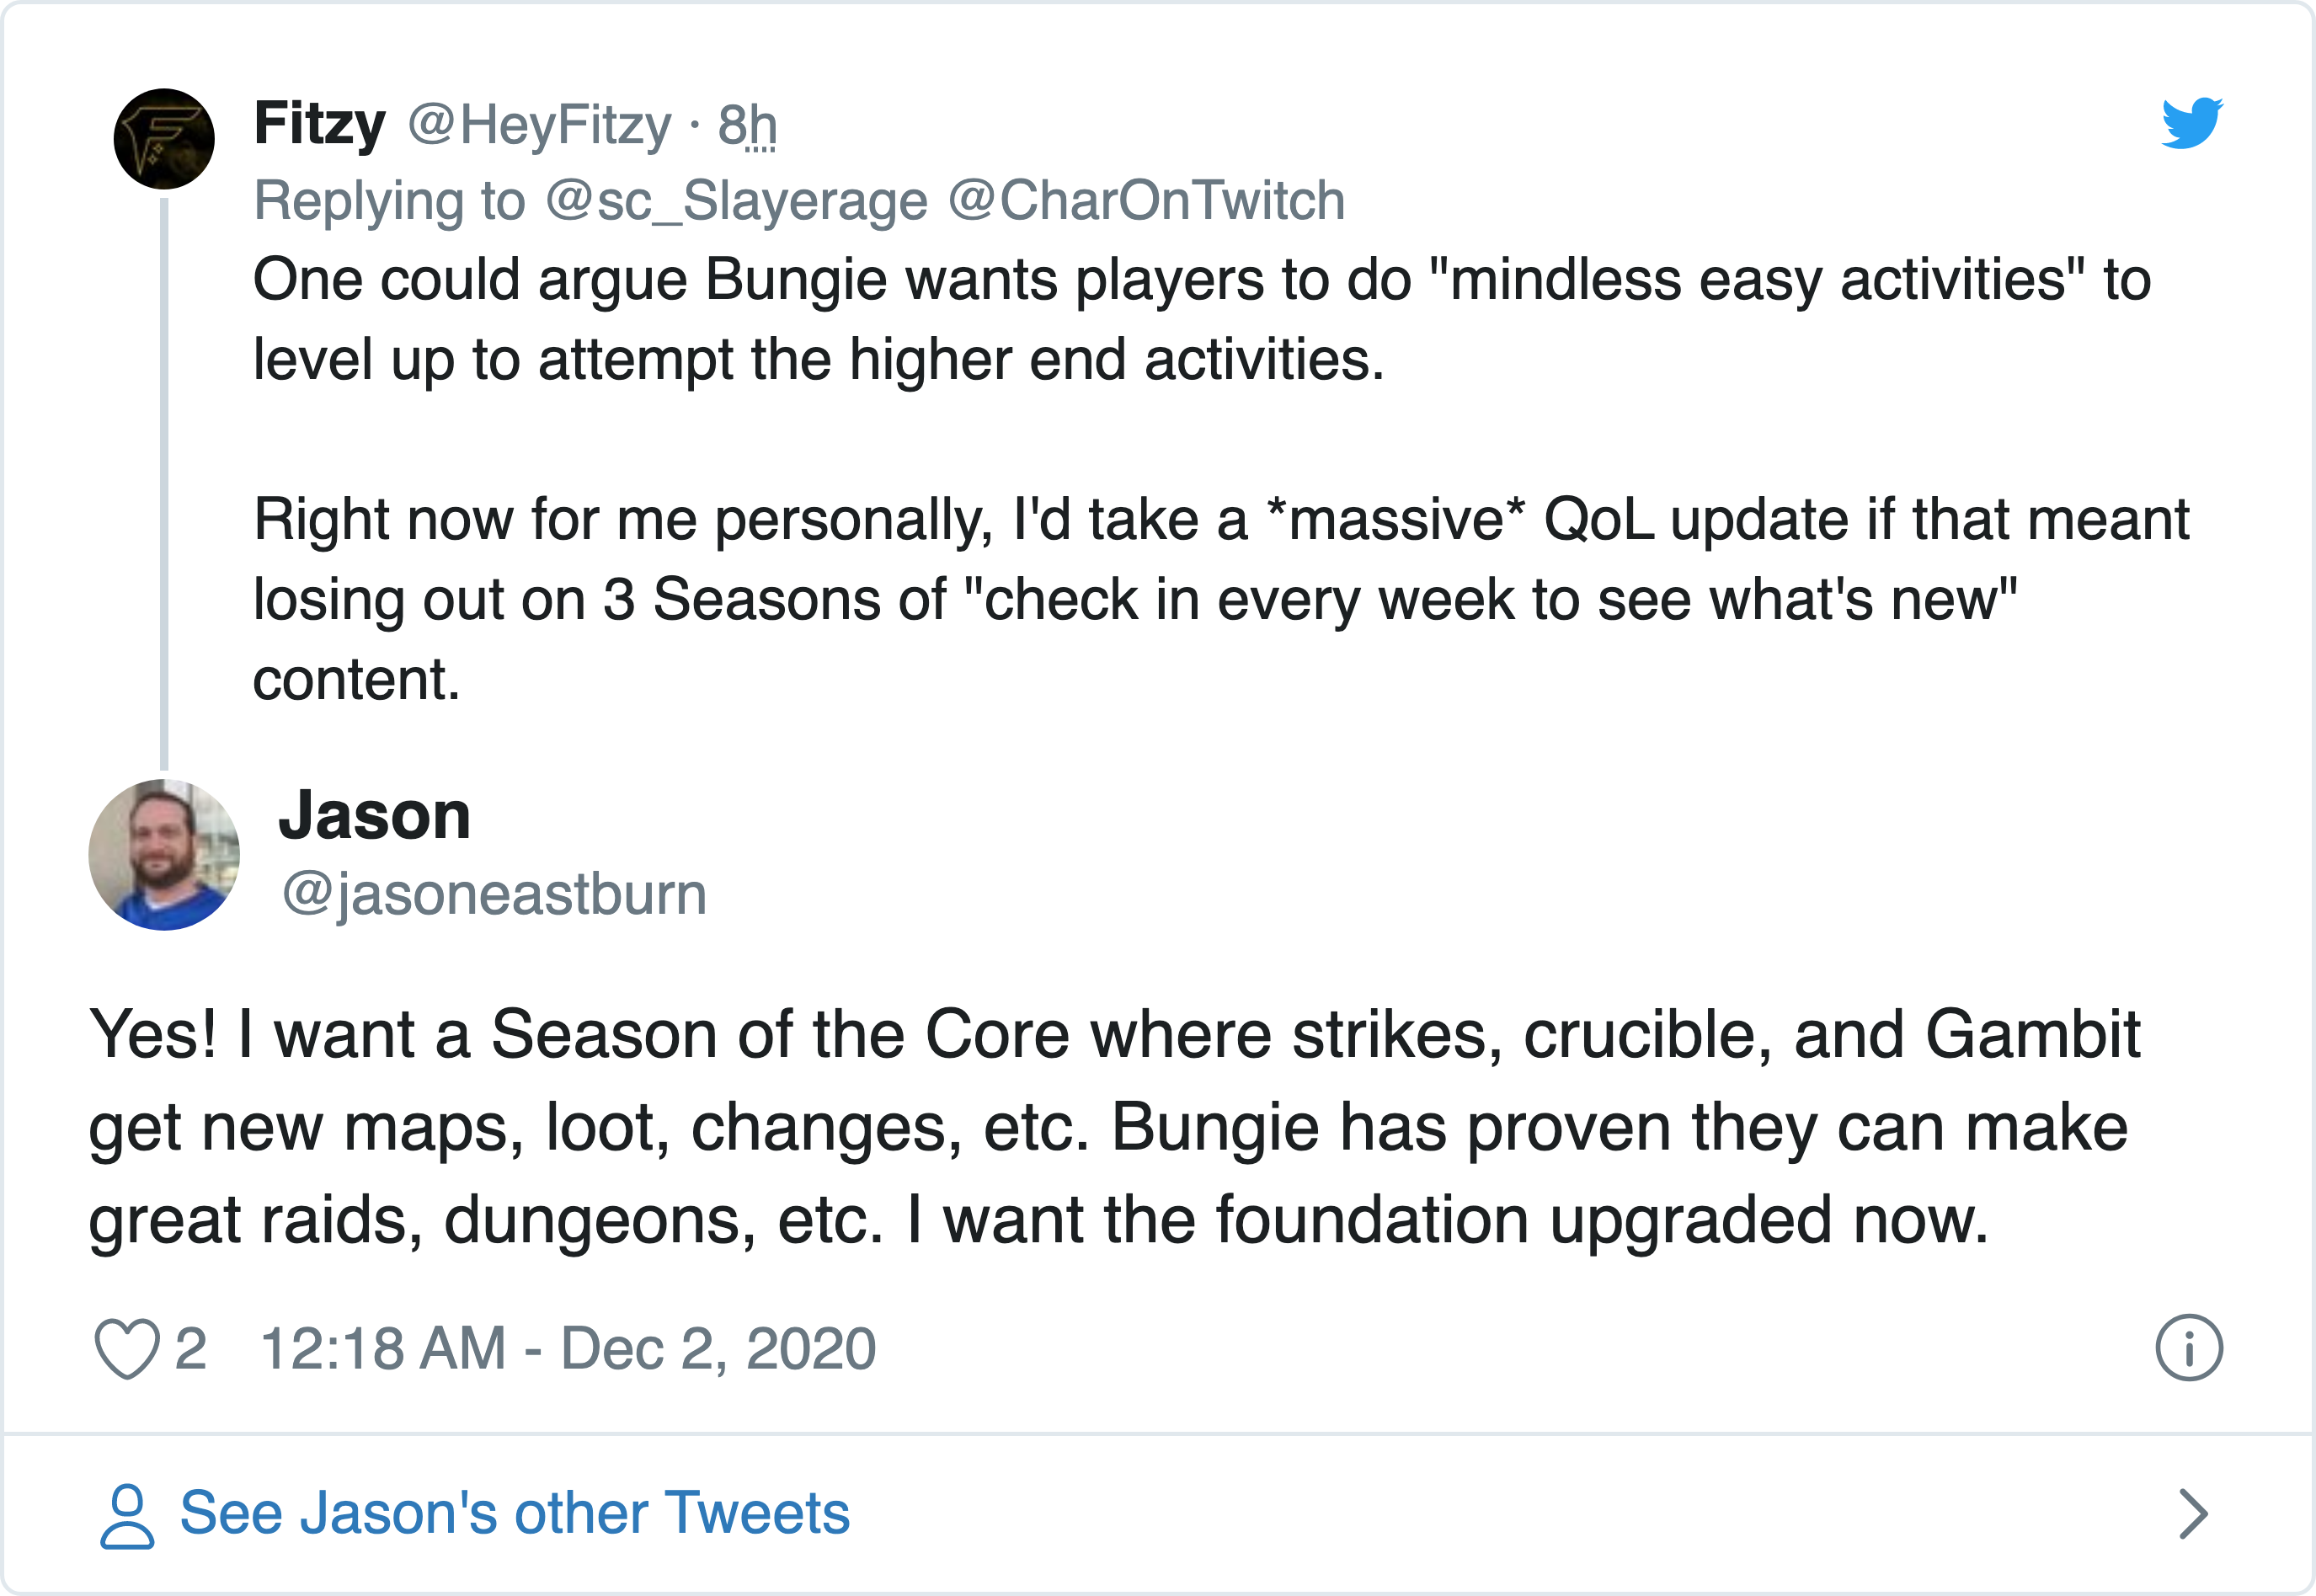 Fitzy @HeyFitzy · 8h
Replying to @sc_Slayerage @CharOnTwitch
One could argue Bungie wants players to do "mindless easy activities" to
level up to attempt the higher end activities.
Right now for me personally, I'd take a *massive* QoL update if that meant
losing out on 3 Seasons of "check in every week to see what's new"
content.
Jason
@jasoneastburn
Yes! I want a Season of the Core where strikes, crucible, and Gambit
get new maps, loot, changes, etc. Bungie has proven they can make
great raids, dungeons, etc. I want the foundation upgraded now.
2 12:18 AM - Dec 2, 2020
See Jason's other Tweets